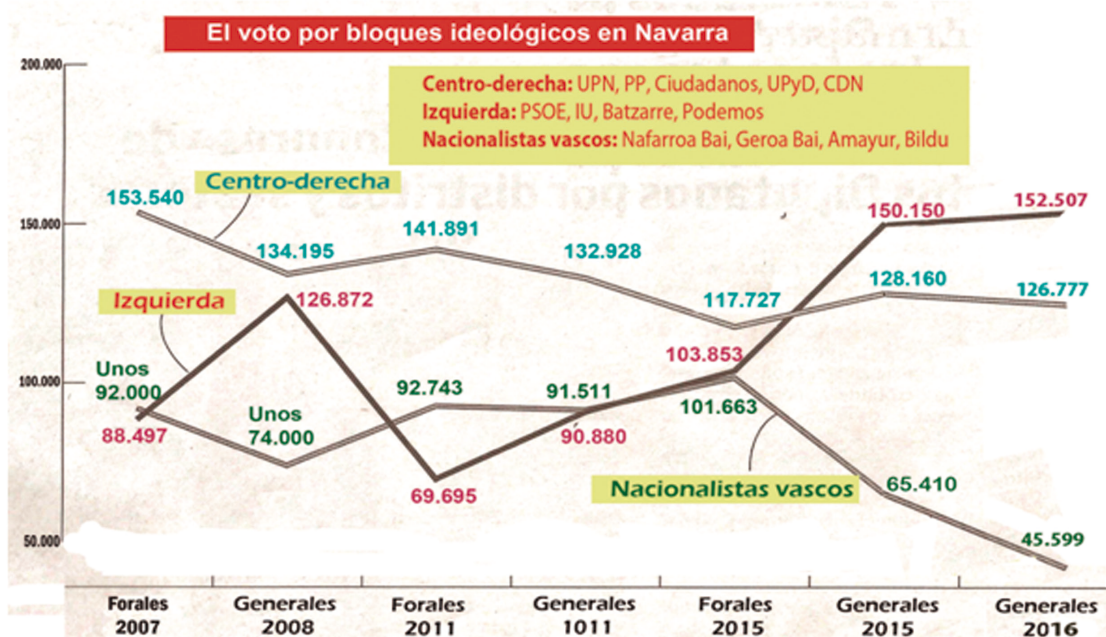 El voto por bloques ideológicos en Navarra
200.000
Centro-derecha: UPN, PP, Ciudadanos, UPyD, CDN
Izquierda: PSOE, IU, Batzarre, Podemos
Nacionalistas vascos: Nafarroa Bai, Geroa Bai, Amayur, Bildu
Centro-derecha
153.540
134.195
141.891
132.928
117.727
128.160
126.777
150.150
152.507
150.000
Izquierda
126.872
103.853
Unos
92.000
100.000
88.497
Unos
74.000
92.743
91.511
90.880
101.663
69.695
Nacionalistas vascos
65.410
45.599
50.000
Forales
2007
Generales
2008
Forales
2011
Generales
1011
Forales
2015
Generales
2015
Generales
2016